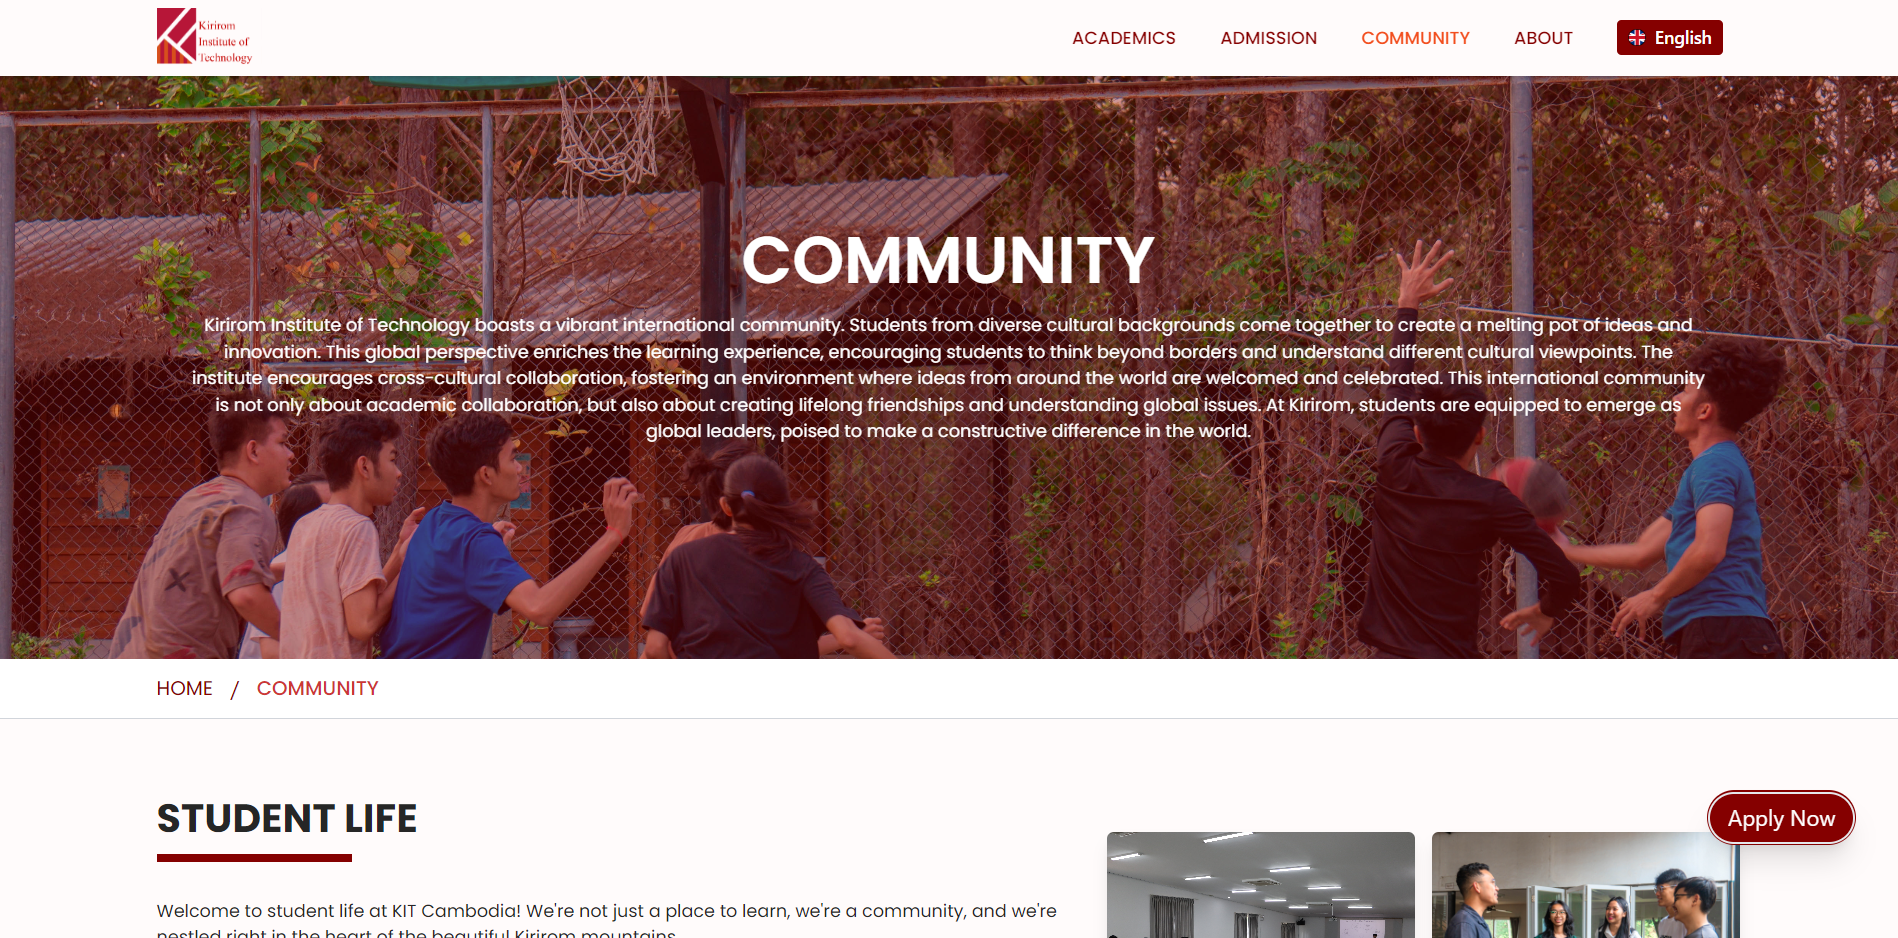 Kirirom
Institute of
Technology
ACADEMICS
ADMISSION
COMMUNITY
ABOUT
English
COMMUNITY
Kirirom Institute of Technology boasts a vibrant international community. Students from diverse cultural backgrounds come together to create a melting pot of ideas and
innovation. This global perspective enriches the learning experience, encouraging students to think beyond borders and understand different cultural viewpoints. The
institute encourages cross-cultural collaboration, fostering an environment where ideas from around the world are welcomed and celebrated. This international community
is not only about academic collaboration, but also about creating lifelong friendships and understanding global issues. At Kirirom, students are equipped to emerge as
global leaders, poised to make a constructive difference in the world.
HOME / COMMUNITY
STUDENT LIFE
Apply Now
Welcome to student life at KIT Cambodia! We're not just a place to learn, we're a community, and we're
nestled right in the heart of the beautiful Kirirom mountains.